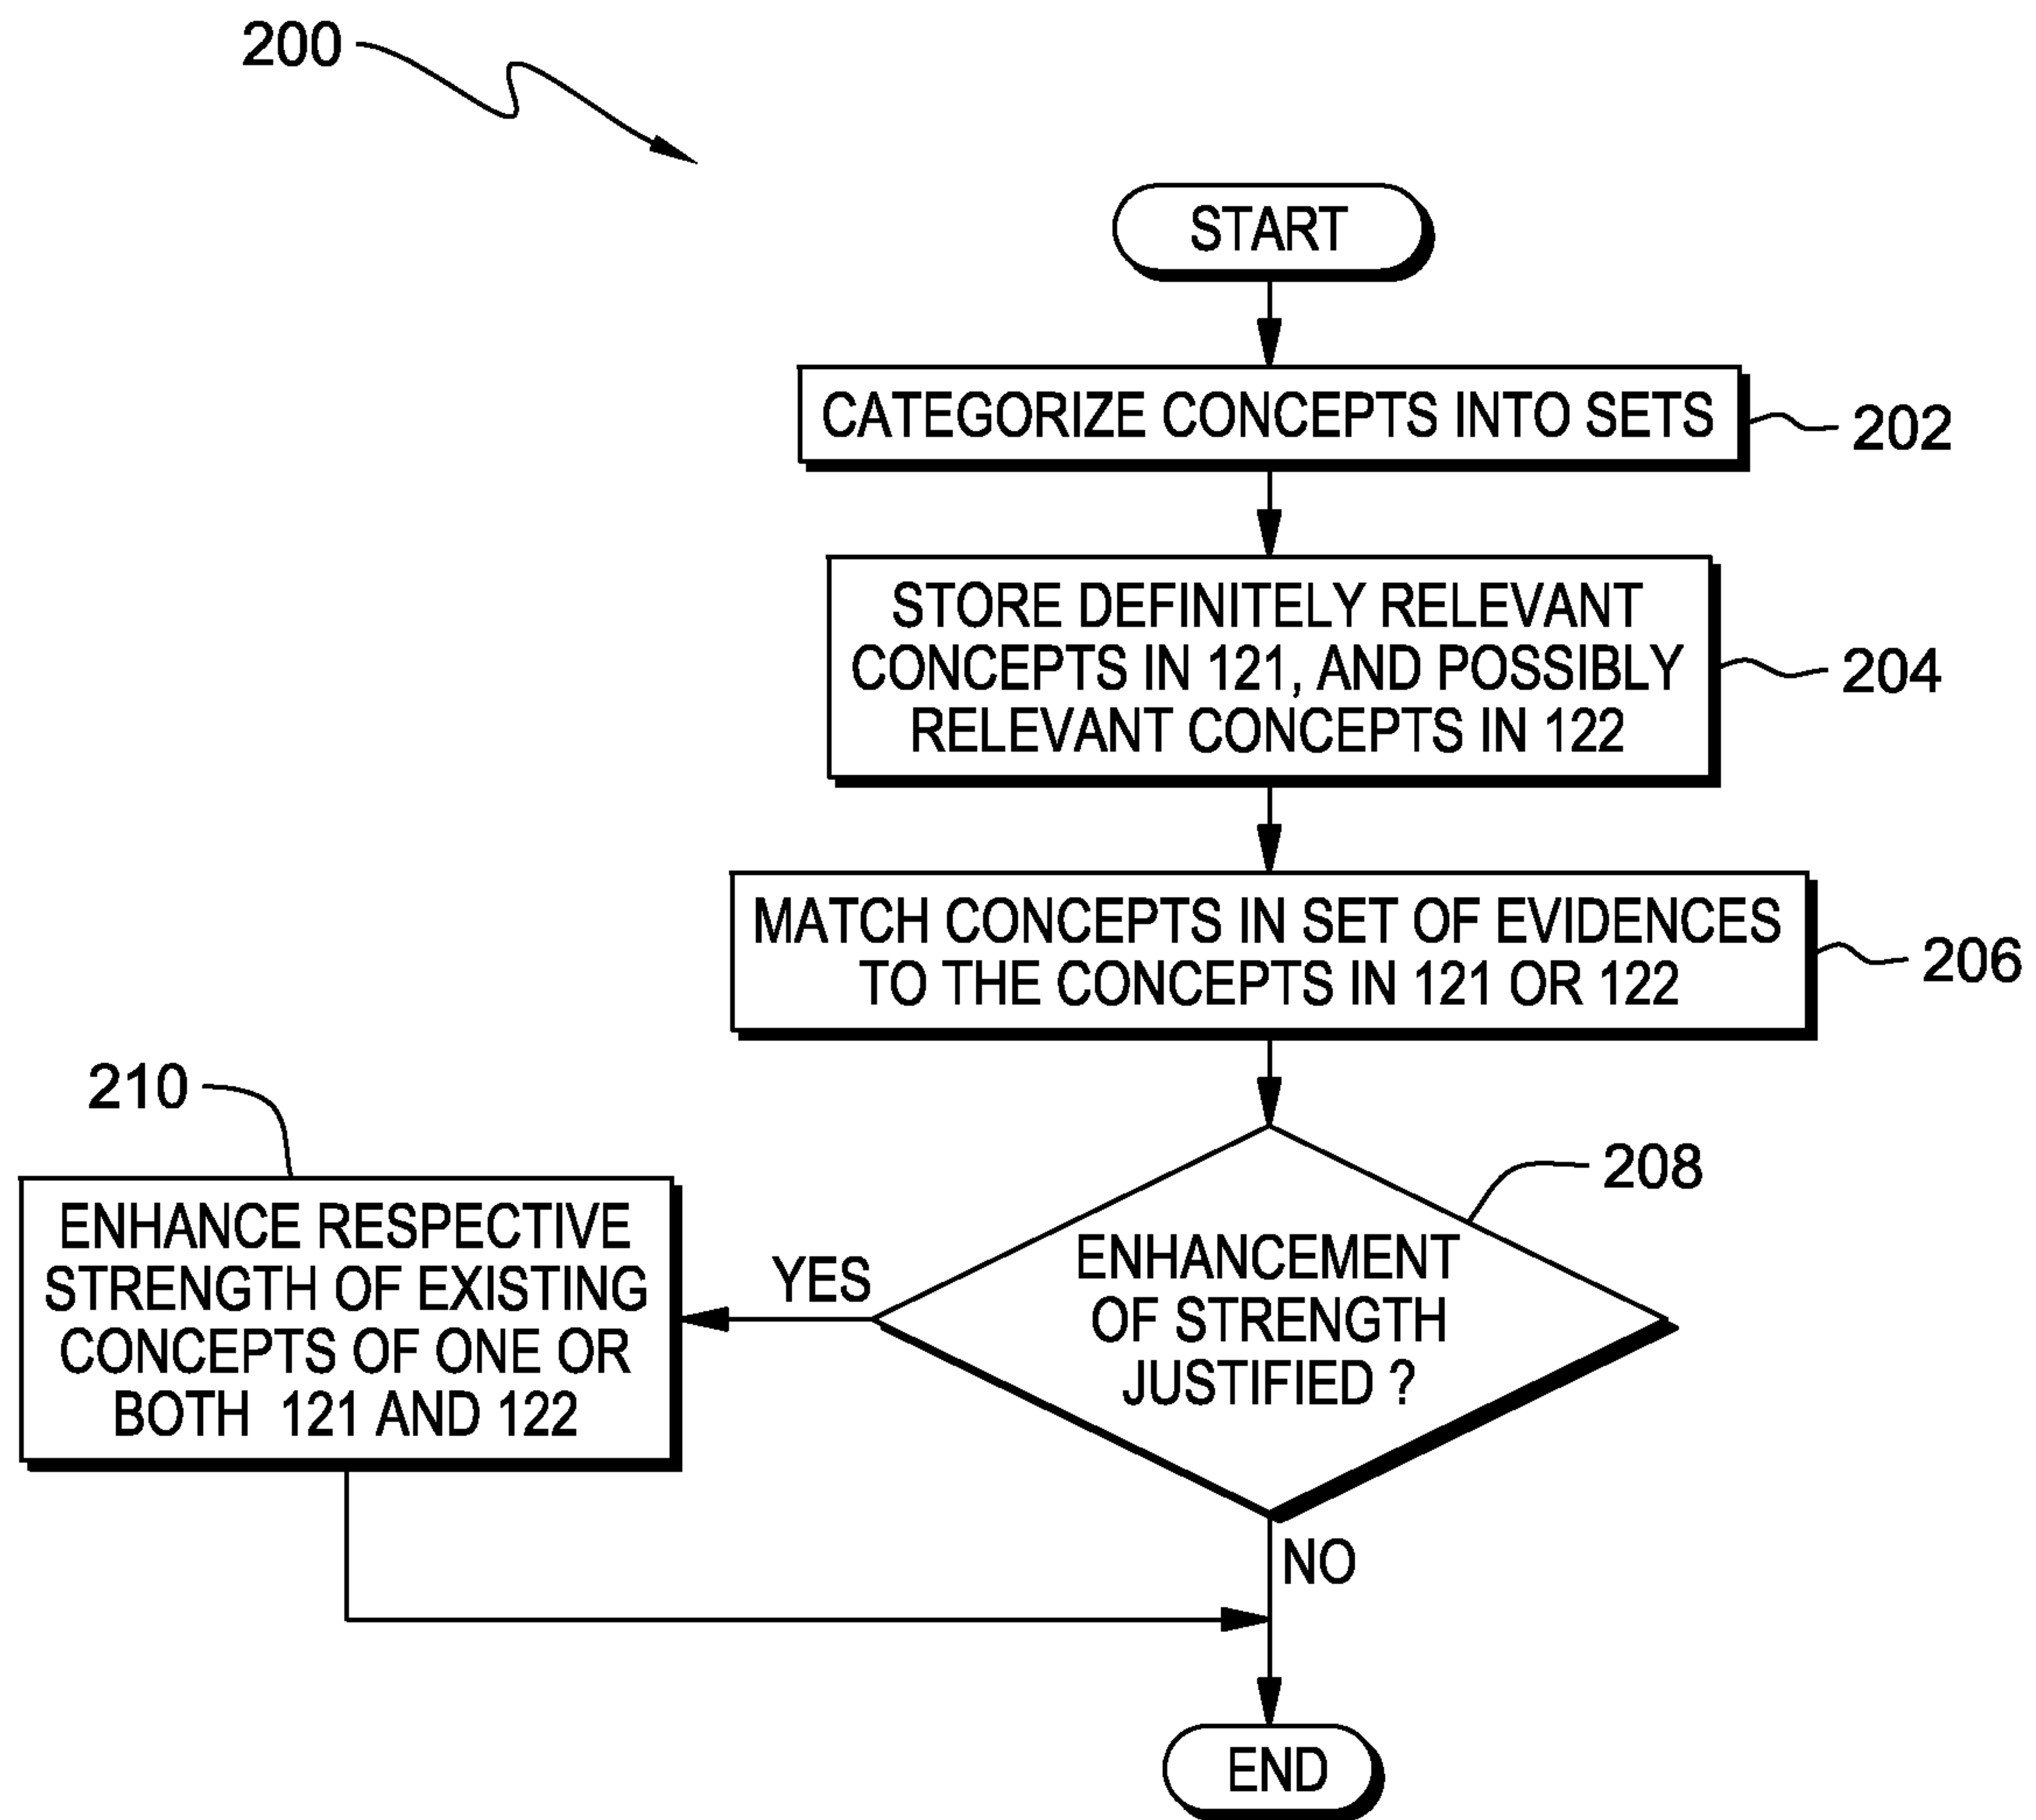 200
START
CATEGORIZE CONCEPTS INTO SETS
202
STORE DEFINITELY RELEVANT
CONCEPTS IN 121, AND POSSIBLY
RELEVANT CONCEPTS IN 122
204
MATCH CONCEPTS IN SET OF EVIDENCES
TO THE CONCEPTS IN 121 OR 122
206
210
ENHANCE RESPECTIVE
STRENGTH OF EXISTING
CONCEPTS OF ONE OR
BOTH 121 AND 122
YES
208
ENHANCEMENT
OF STRENGTH
JUSTIFIED ?
NO
END